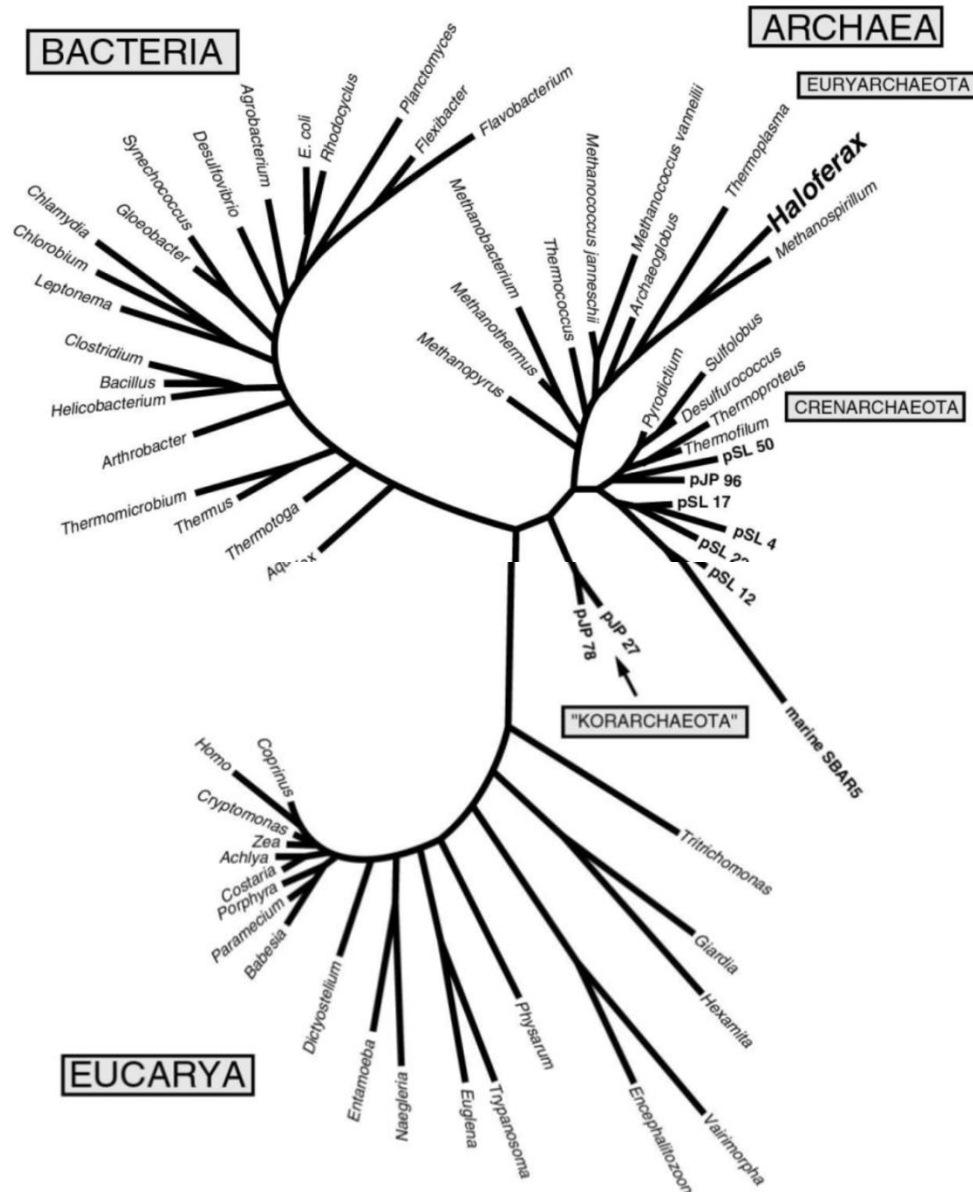 BACTERIA
ARCHAEA
EURYARCHAEOTA
Planctomyces
Flexibacter
Flavobacterium
Rhodocyclus
E. coli
Agrobacterium
Desulfovibrio
Synechococcus
Gloeobacter
Chlamydia
Chlorobium
Leptonema
Clostridium
Bacillus
Helicobacterium
Arthrobacter
Thermomicrobium
Thermus
Thermotoga
Methanopyrus
Methanothermus
Methanobacterium
Thermococcus
Methanococcus janneschii
Methanococcus vanneilii
Archaeoglobus
Thermoplasma
Haloferax
Methanospirillum
CRENARCHAEOTA
Pyrodictium
Sulfolobus
Desulfurococcus
Thermoproteus
Thermofilum
pSL 50
pJP 96
pSL 17
pSL 4
pSL
pSL 12
marine SBAR5
pJP 27
pJP 78
"KORARCHAEOTA"
Coprinus
Homo
Cryptomonas
Zea
Achlya
Costaria
Porphyra
Paramecium
Babesia
Dictyostelium
Entamoeba
Naegleria
Euglena
Trypanosoma
Physarum
Encephalitozoon
Vairimorpha
Hexamita
Giardia
Tritrichomonas
EUCARYA